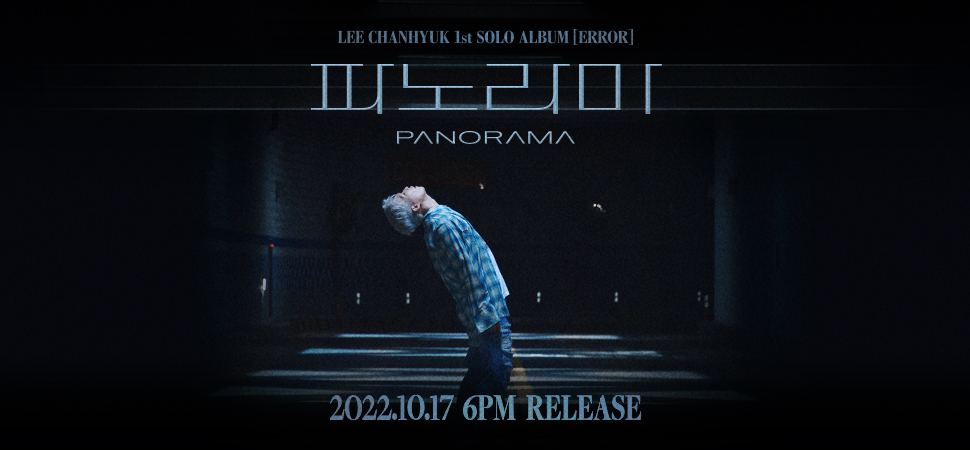 LEE CHANHYUK 1st SOLO ALBUM [ERROR]
파노라마
PANORAMA
2022.10.17 6PM RELEASE